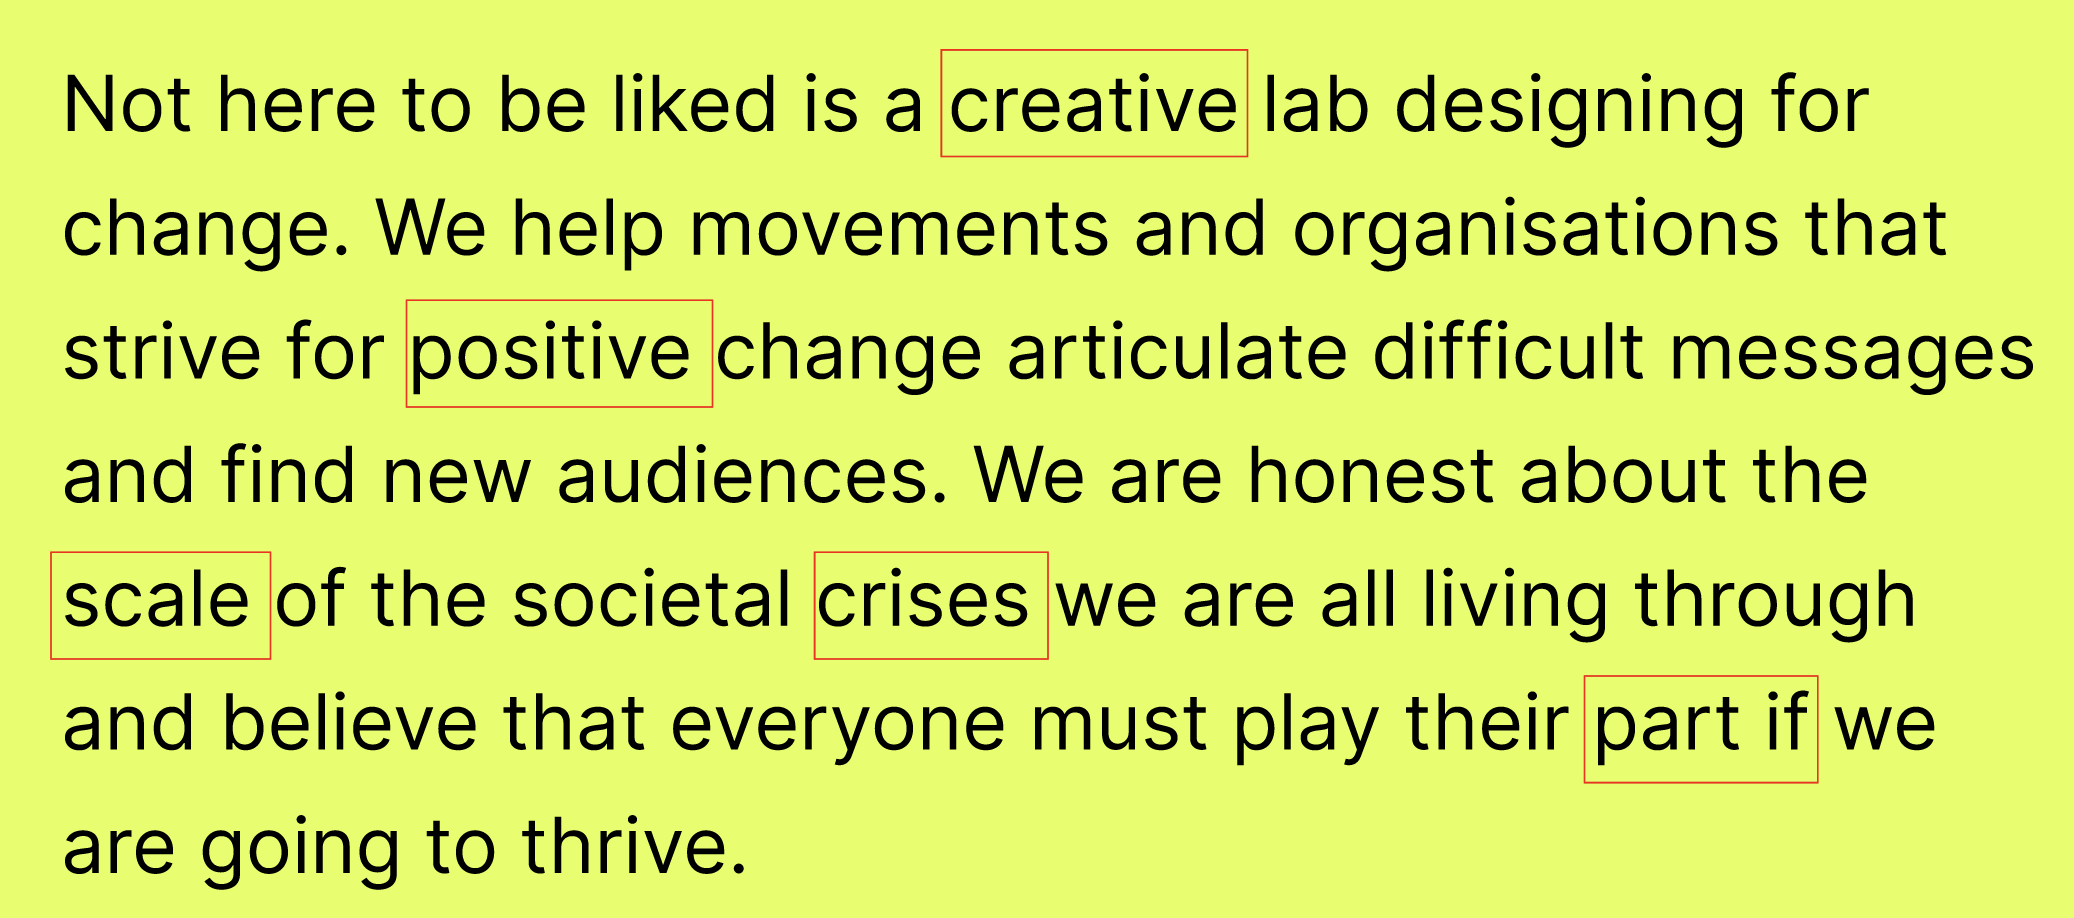 Not here to be liked is a creative lab designing for
change. We help movements and organisations that
strive for positive change articulate difficult messages
and find new audiences. We are honest about the
scale of the societal crises we are all living through
and believe that everyone must play their part if we
are going to thrive.